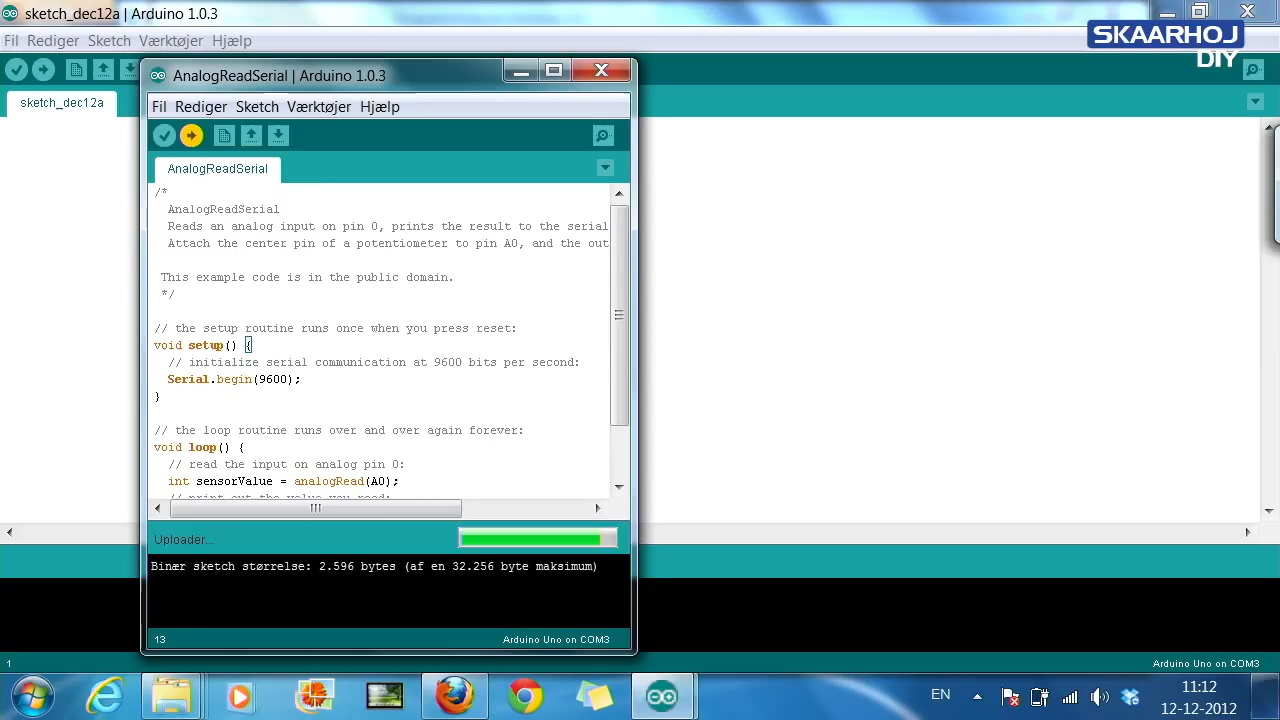 sketch_dec12a | Arduino 1.0.3
Fil Rediger Sketch Værktøjer Hjælp
SKAARHOJ
DIY
sketch_dec12a
AnalogReadSerial | Arduino 1.0.3
Fil Rediger Sketch Værktøjer Hjælp
AnalogReadSerial
/*
AnalogReadSerial
Reads an analog input on pin 0, prints the result to the serial
Attach the center pin of a potentiometer to pin A0, and the out
This example code is in the public domain.
*/
// the setup routine runs once when you press reset:
void setup() {
// initialize serial communication at 9600 bits per second:
Serial.begin(9600);
}
// the loop routine runs over and over again forever:
void loop() {
// read the input on analog pin 0:
int sensorValue = analogRead(A0);
// print out the value you read:
Uploader...
Binær sketch størrelse: 2.596 bytes (af en 32.256 byte maksimum)
13
Arduino Uno on COM3
1
Arduino Uno on COM3
EN
11:12
12-12-2012